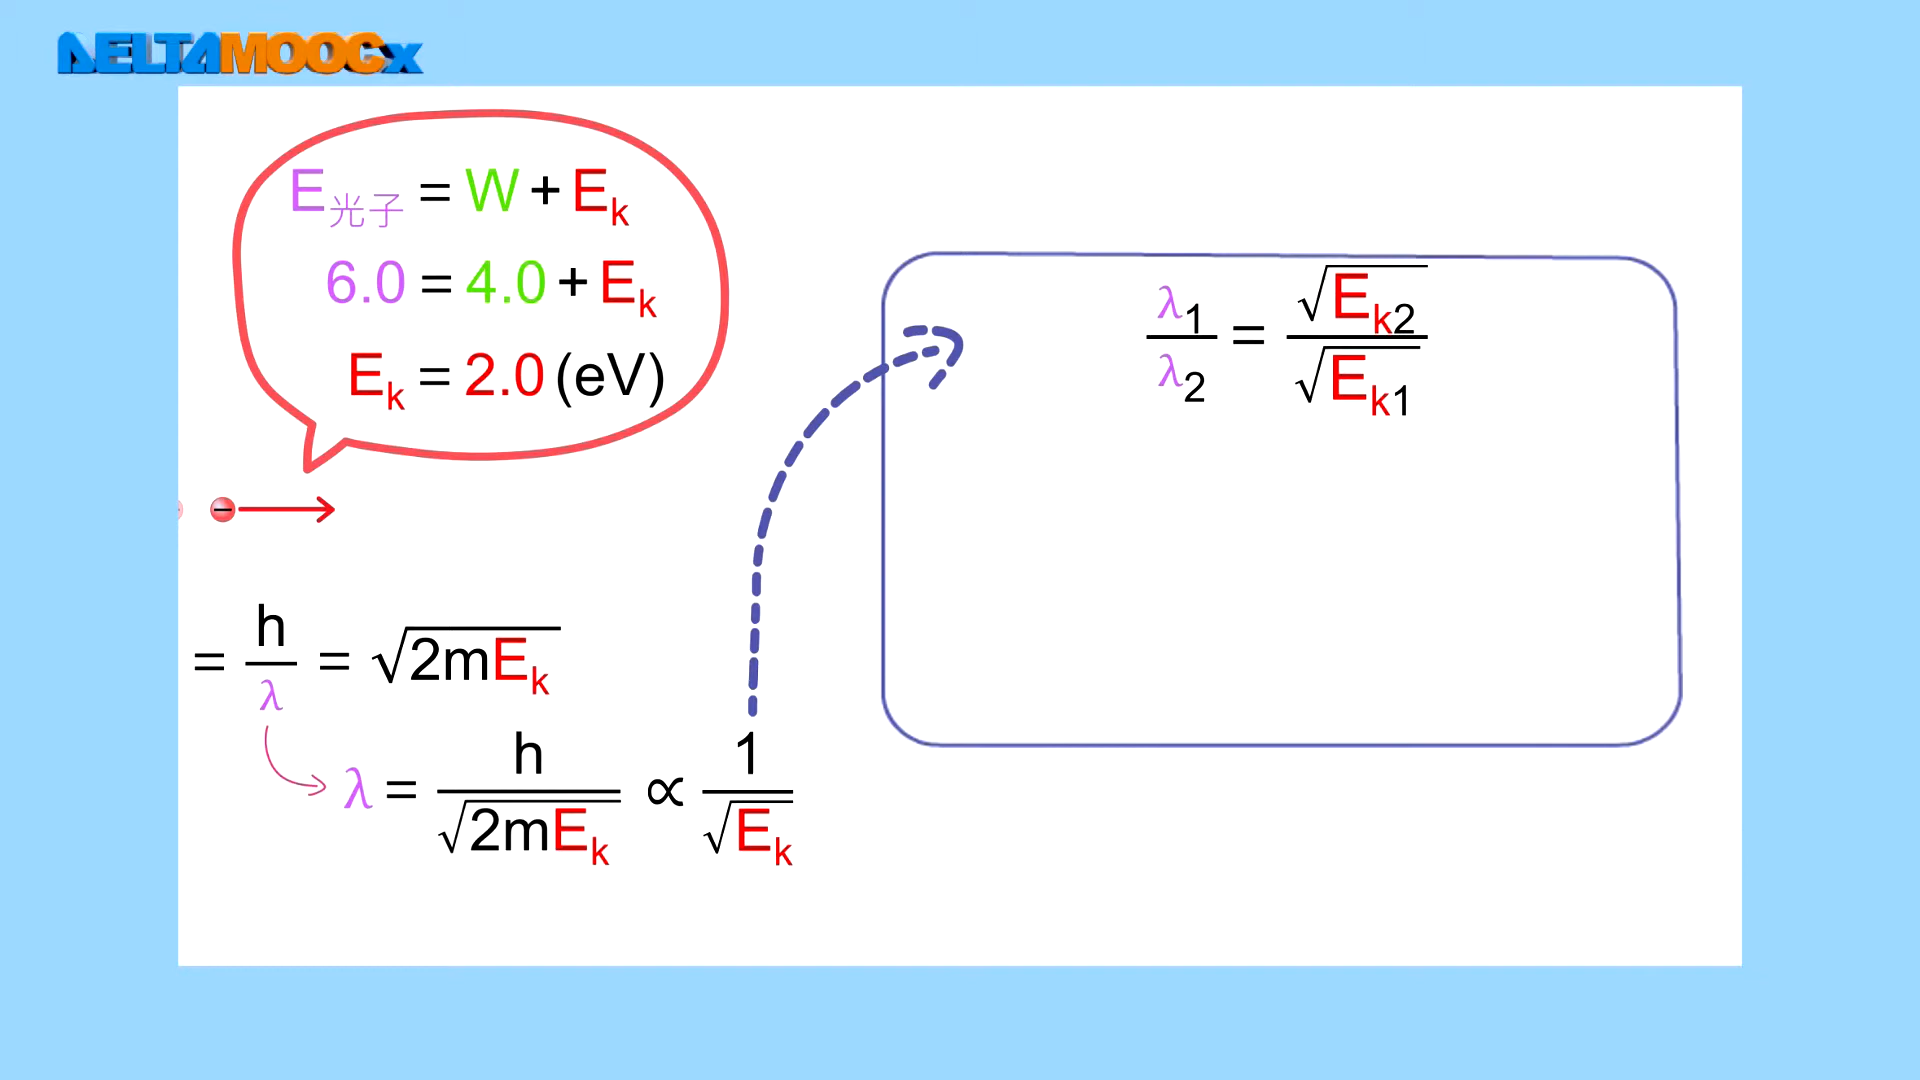 DELTAMOOCx
E光子 = W + Ek
6.0 = 4.0 + Ek
Ek = 2.0 (eV)
λ1/λ2 = √Ek2/√Ek1
−
= h/λ = √2mEk
λ = h/√2mEk ∝ 1/√Ek